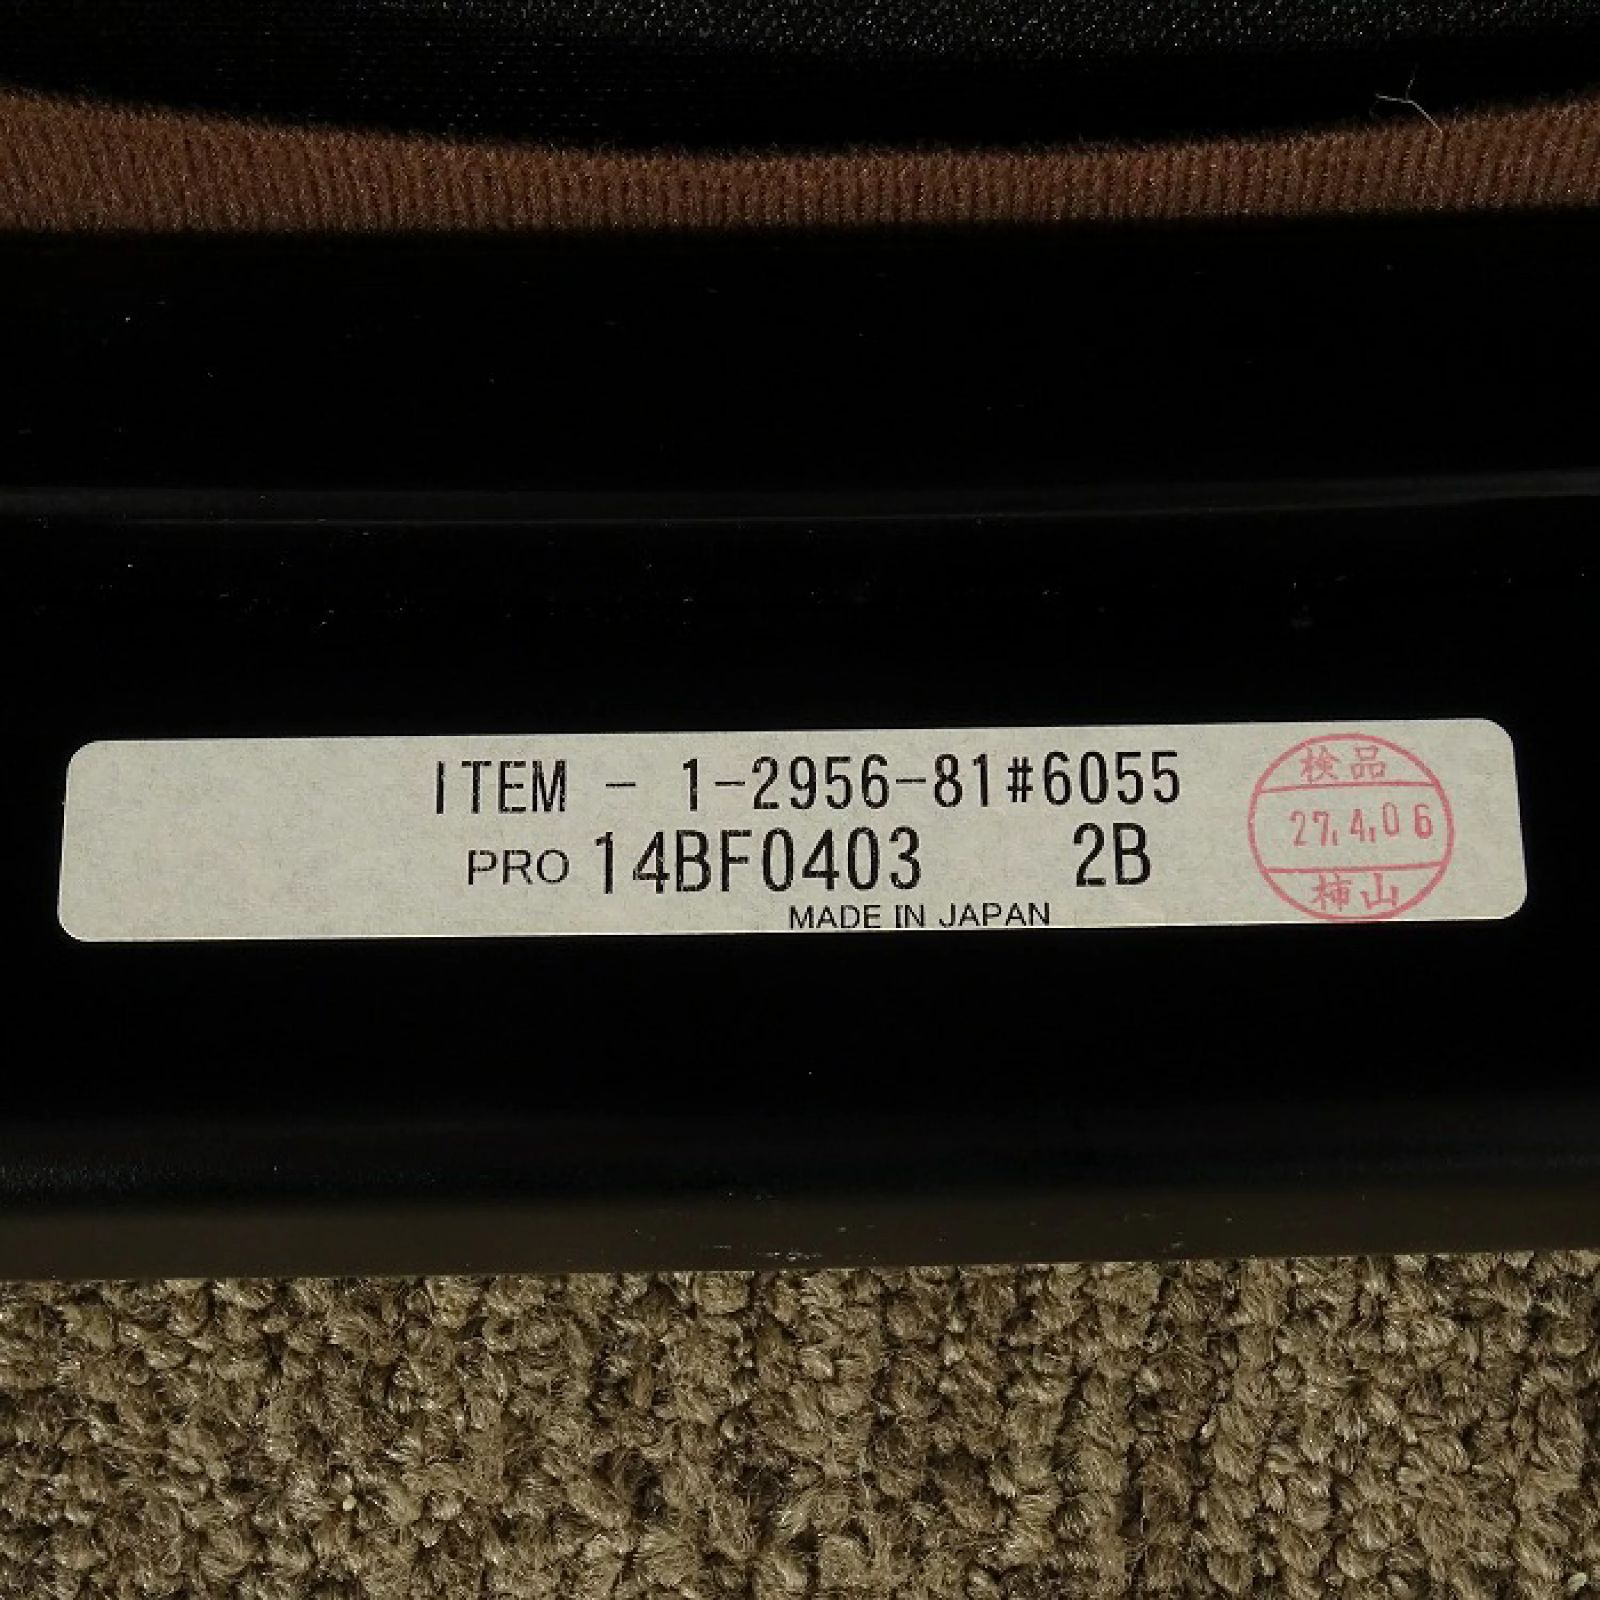 ITEM - 1-2956-81#6055
PRO 14BF0403 2B
MADE IN JAPAN
検品
27.4.06
柿山